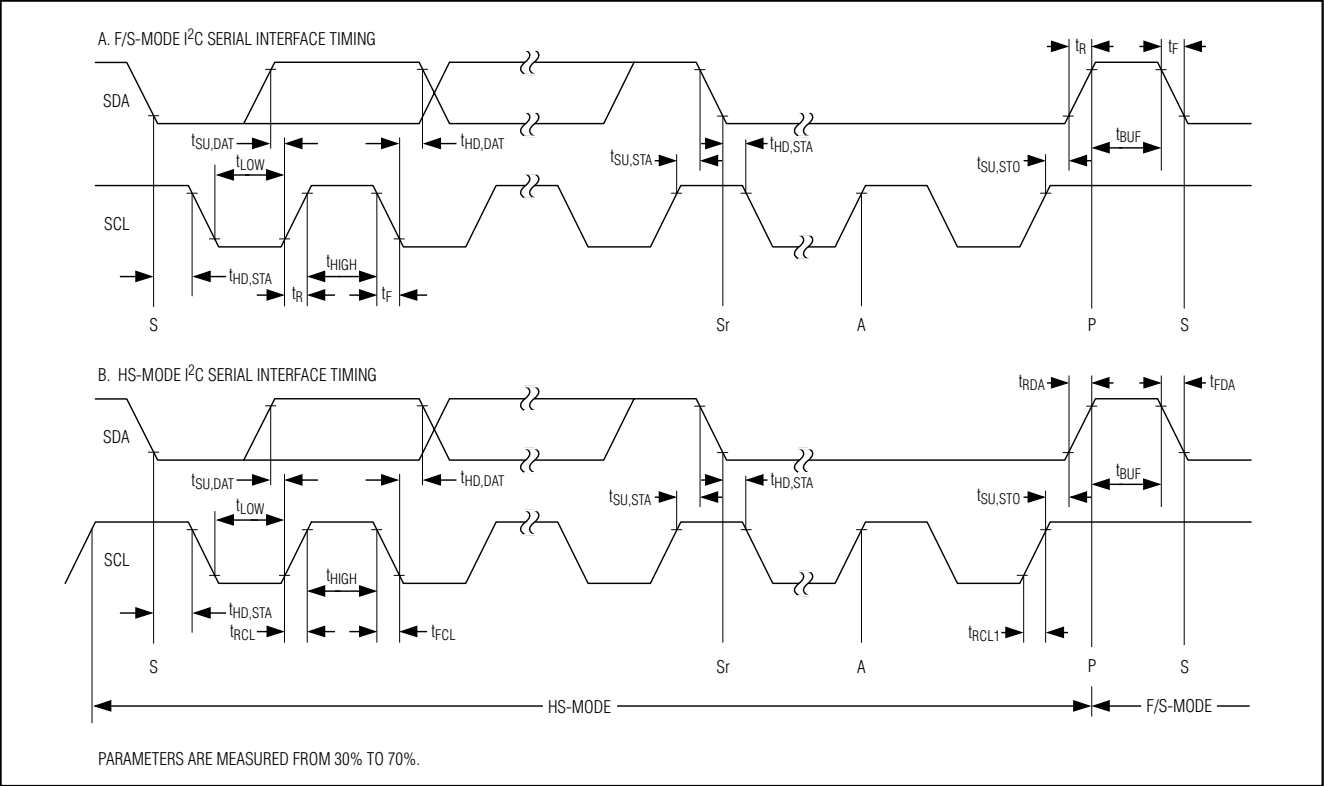 A. F/S-MODE I²C SERIAL INTERFACE TIMING
tR
tF
SDA
tSU,DAT
tHD,DAT
tSU,STA
tHD,STA
tBUF
tSU,STO
tLOW
SCL
tHD,STA
tHIGH
tR
tF
S
Sr
A
P
S
B. HS-MODE I²C SERIAL INTERFACE TIMING
tRDA
tFDA
SDA
tSU,DAT
tHD,DAT
tSU,STA
tHD,STA
tBUF
tSU,STO
tLOW
SCL
tHIGH
tHD,STA
tRCL
tFCL
tRCL1
S
Sr
A
P
S
HS-MODE
F/S-MODE
PARAMETERS ARE MEASURED FROM 30% TO 70%.